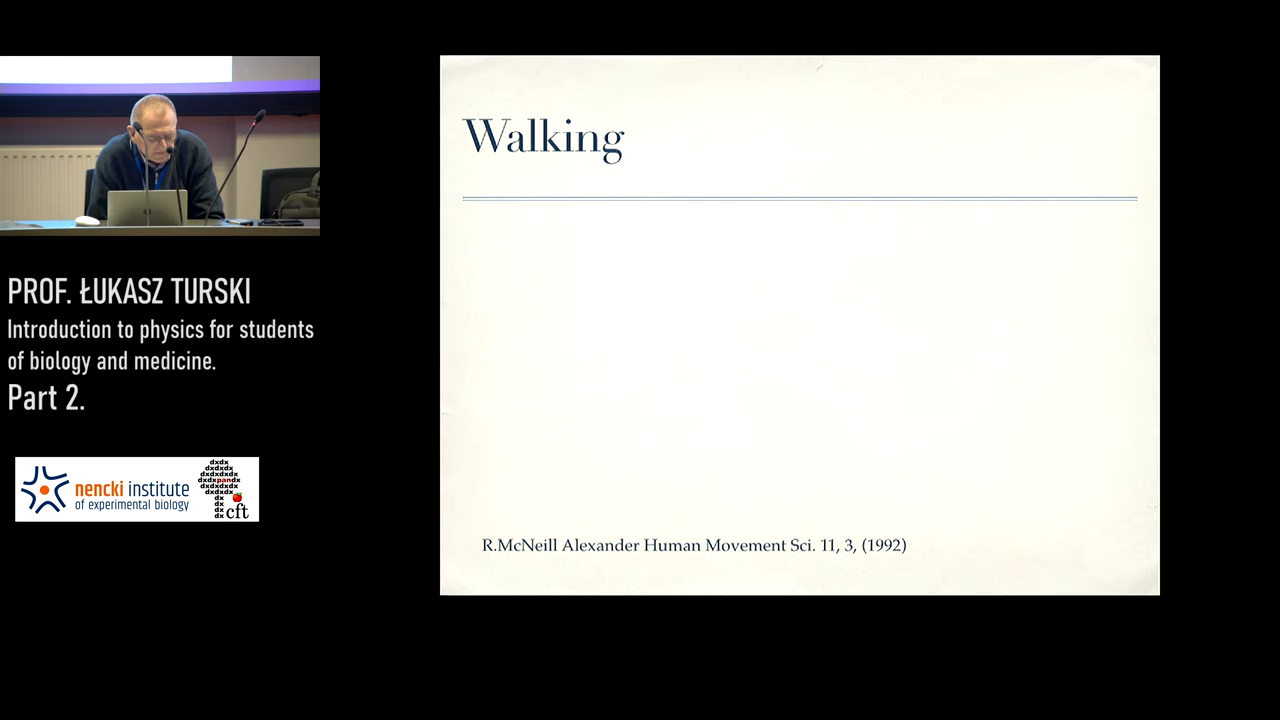 PROF. ŁUKASZ TURSKI
Introduction to physics for students
of biology and medicine.
Part 2.
nencki institute
of experimental biology
dxdx
dxdxdx
dxdxdxdx
dxdxpandx
dxdxdx
dx
dx
dx
dx
cft
Walking
R.McNeill Alexander Human Movement Sci. 11, 3, (1992)